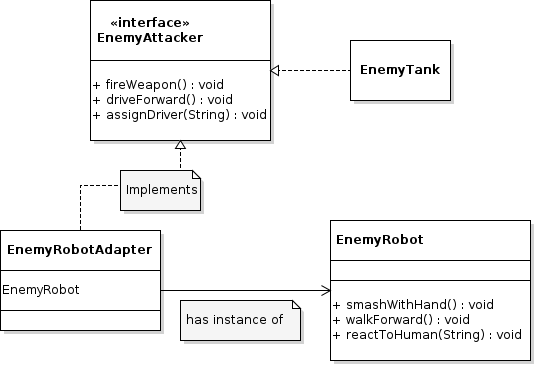 «interface»
EnemyAttacker
+ fireWeapon() : void
+ driveForward() : void
+ assignDriver(String) : void
EnemyTank
Implements
EnemyRobotAdapter
EnemyRobot
has instance of
EnemyRobot
+ smashWithHand() : void
+ walkForward() : void
+ reactToHuman(String) : void